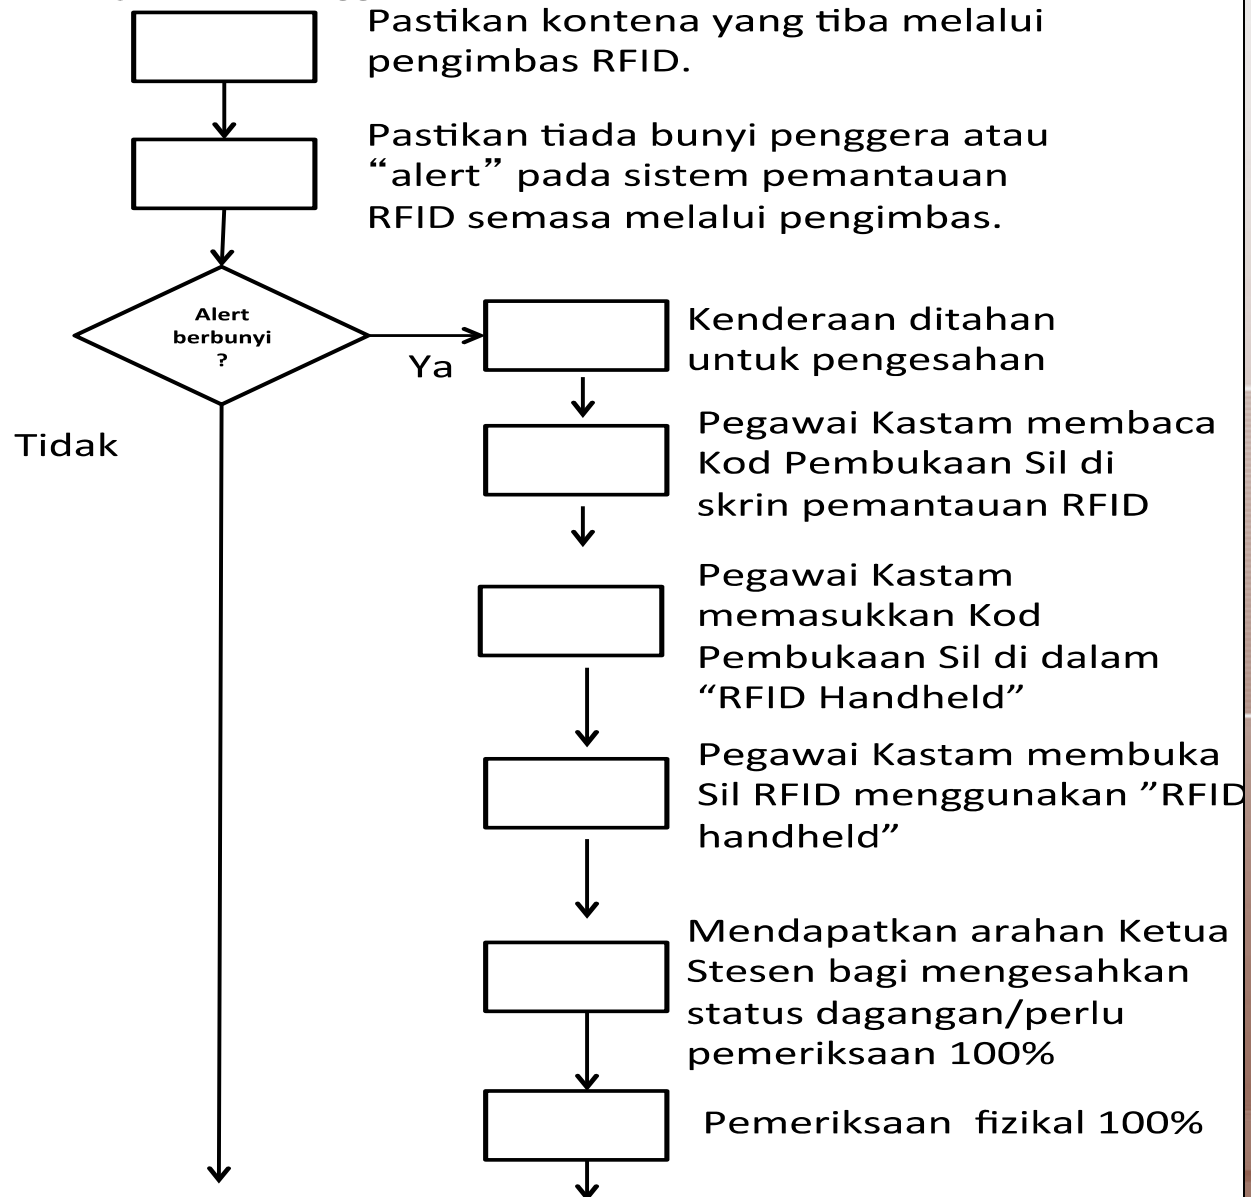 Pastikan kontena yang tiba melalui
pengimbas RFID.
Pastikan tiada bunyi penggera atau
“alert” pada sistem pemantauan
RFID semasa melalui pengimbas.
Alert
berbunyi
?
Ya
Tidak
Kenderaan ditahan
untuk pengesahan
Pegawai Kastam membaca
Kod Pembukaan Sil di
skrin pemantauan RFID
Pegawai Kastam
memasukkan Kod
Pembukaan Sil di dalam
“RFID Handheld”
Pegawai Kastam membuka
Sil RFID menggunakan ”RFID
handheld”
Mendapatkan arahan Ketua
Stesen bagi mengesahkan
status dagangan/perlu
pemeriksaan 100%
Pemeriksaan fizikal 100%